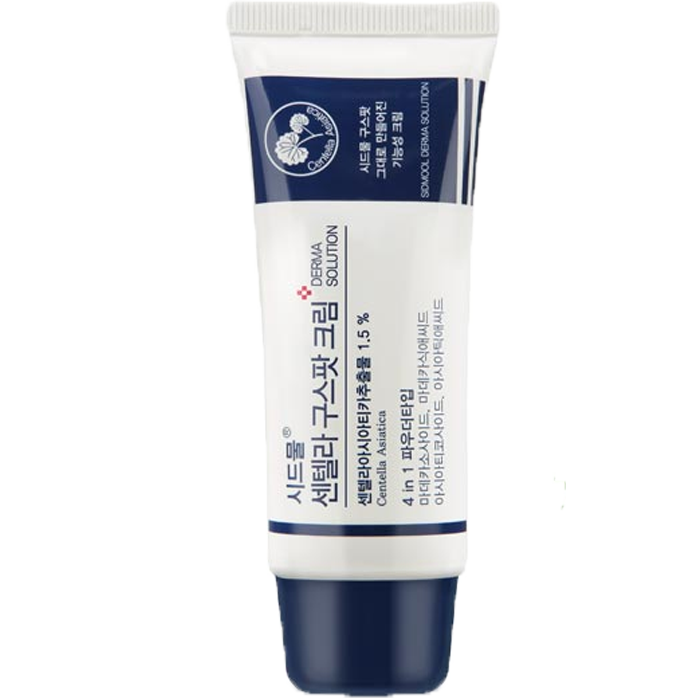 Centella Asiatica
시드물 구스팟
그대로 만들어진
기능성 크림
SIDMOOL DERMA SOLUTION
시드물®
센텔라 구스팟 크림
DERMA
SOLUTION
센텔라아시아티카추출물 1.5 %
Centella Asiatica
4 in 1 파우더타입
마데카소사이드, 마데카식애씨드
아시아티코사이드, 아시아틱애씨드